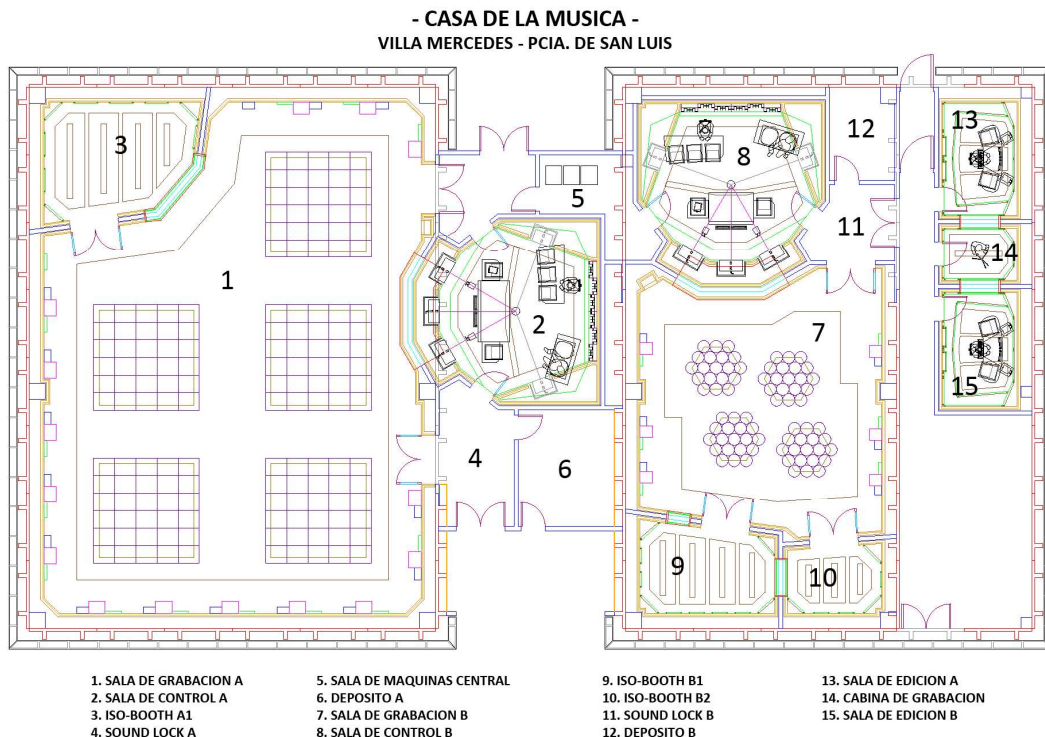 - CASA DE LA MUSICA -
VILLA MERCEDES - PCIA. DE SAN LUIS
3
12
13
8
5
11
14
1
2
7
15
4
6
9
10
1. SALA DE GRABACION A
2. SALA DE CONTROL A
3. ISO-BOOTH A1
4. SOUND LOCK A
5. SALA DE MAQUINAS CENTRAL
6. DEPOSITO A
7. SALA DE GRABACION B
8. SALA DE CONTROL B
9. ISO-BOOTH B1
10. ISO-BOOTH B2
11. SOUND LOCK B
12. DEPOSITO B
13. SALA DE EDICION A
14. CABINA DE GRABACION
15. SALA DE EDICION B